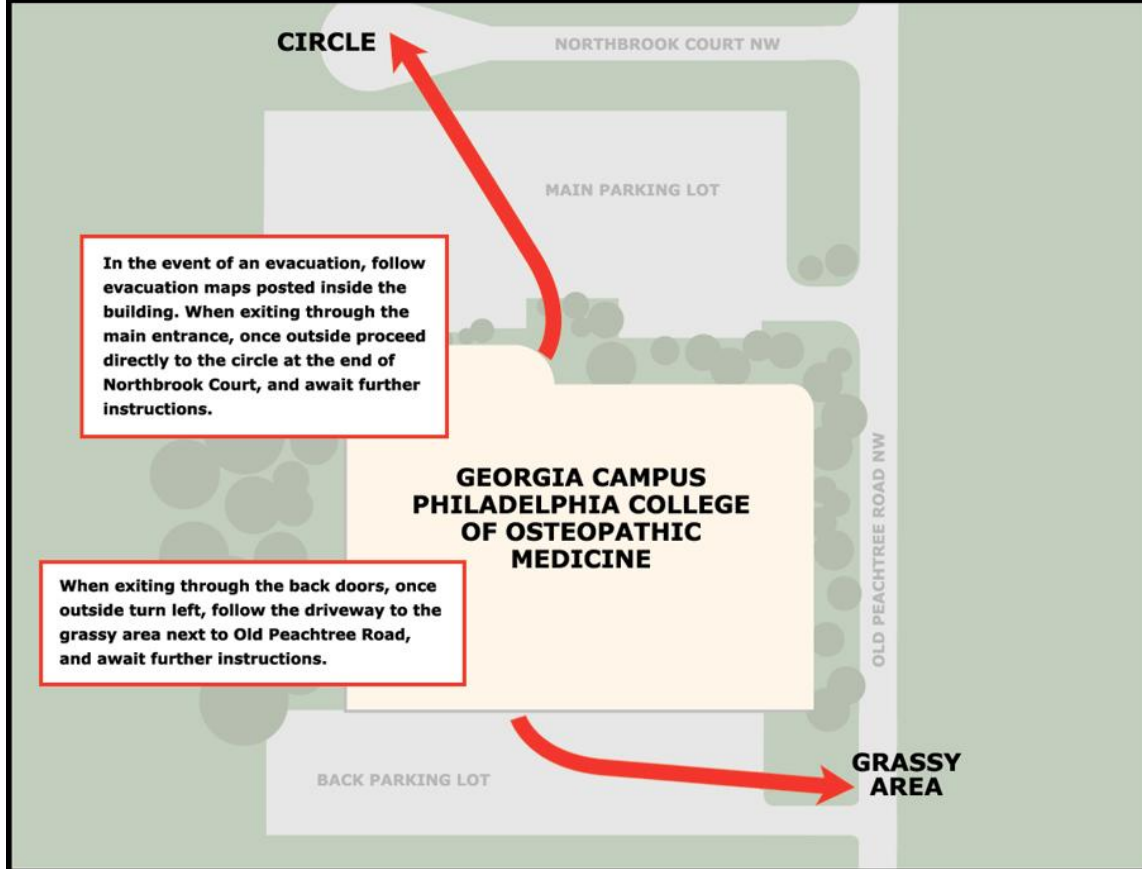 CIRCLE
NORTHBROOK COURT NW
MAIN PARKING LOT
In the event of an evacuation, follow
evacuation maps posted inside the
building. When exiting through the
main entrance, once outside proceed
directly to the circle at the end of
Northbrook Court, and await further
instructions.
GEORGIA CAMPUS
PHILADELPHIA COLLEGE
OF OSTEOPATHIC
MEDICINE
OLD PEACHTREE ROAD NW
When exiting through the back doors, once
outside turn left, follow the driveway to the
grassy area next to Old Peachtree Road,
and await further instructions.
BACK PARKING LOT
GRASSY
AREA